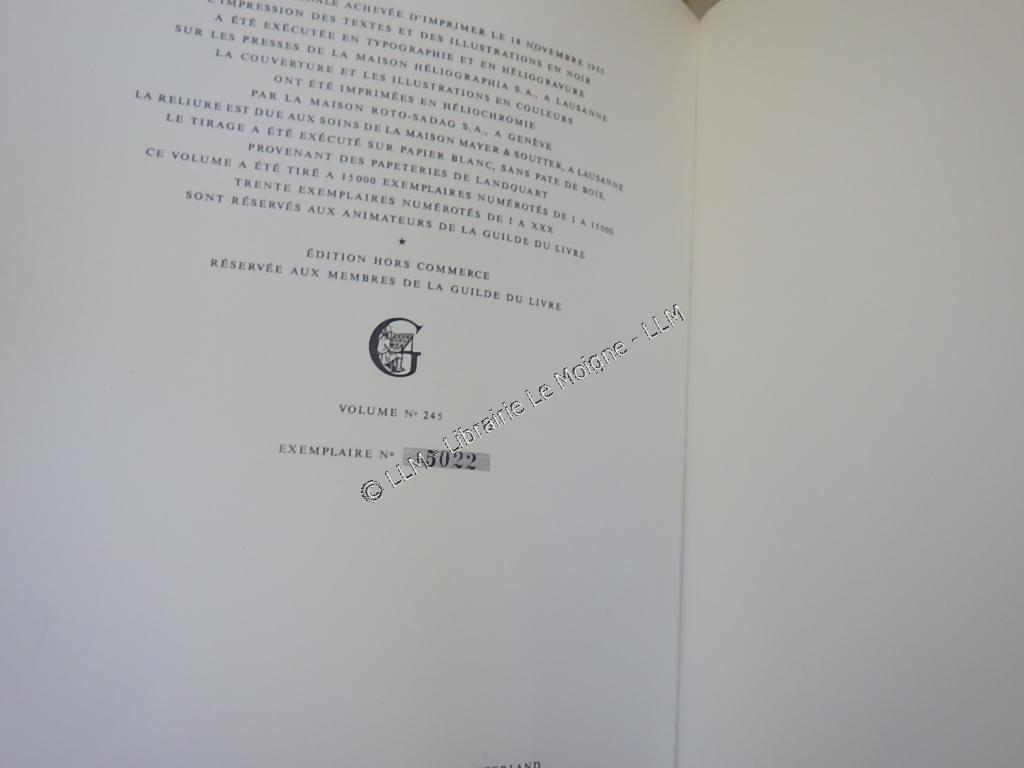 ACHEVÉE D'IMPRIMER LE 18 NOVEMBRE 1955
L'IMPRESSION DES TEXTES ET DES ILLUSTRATIONS EN NOIR
A ÉTÉ EXÉCUTÉE EN TYPOGRAPHIE ET EN HÉLIOGRAVURE
SUR LES PRESSES DE LA MAISON HÉLIOGRAPHIA S.A., A LAUSANNE
LA COUVERTURE ET LES ILLUSTRATIONS EN COULEURS
ONT ÉTÉ IMPRIMÉES EN HÉLIOCHROMIE
PAR LA MAISON ROTO-SADAG S.A., A GENÈVE
LA RELIURE EST DUE AUX SOINS DE LA MAISON MAYER & SOUTTER, A LAUSANNE
LE TIRAGE A ÉTÉ EXÉCUTÉ SUR PAPIER BLANC, SANS PATE DE BOIS,
PROVENANT DES PAPETERIES DE LANDQUART
CE VOLUME A ÉTÉ TIRÉ A 15000 EXEMPLAIRES NUMÉROTÉS DE 1 A 15000
TRENTE EXEMPLAIRES NUMÉROTÉS DE I A XXX
SONT RÉSERVÉS AUX ANIMATEURS DE LA GUILDE DU LIVRE
ÉDITION HORS COMMERCE
RÉSERVÉE AUX MEMBRES DE LA GUILDE DU LIVRE
G
VOLUME Nº 245
EXEMPLAIRE Nº 5022
© LLM - Librairie Le Moigne - LLM